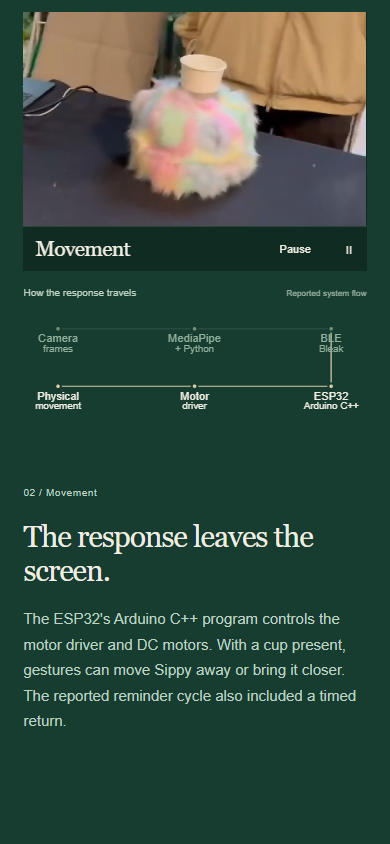 Movement
Pause
How the response travels
Reported system flow
Camera
frames
MediaPipe
+ Python
BLE
Bleak
Physical
movement
Motor
driver
ESP32
Arduino C++
02 / Movement
The response leaves the
screen.
The ESP32's Arduino C++ program controls the
motor driver and DC motors. With a cup present,
gestures can move Sippy away or bring it closer.
The reported reminder cycle also included a timed
return.